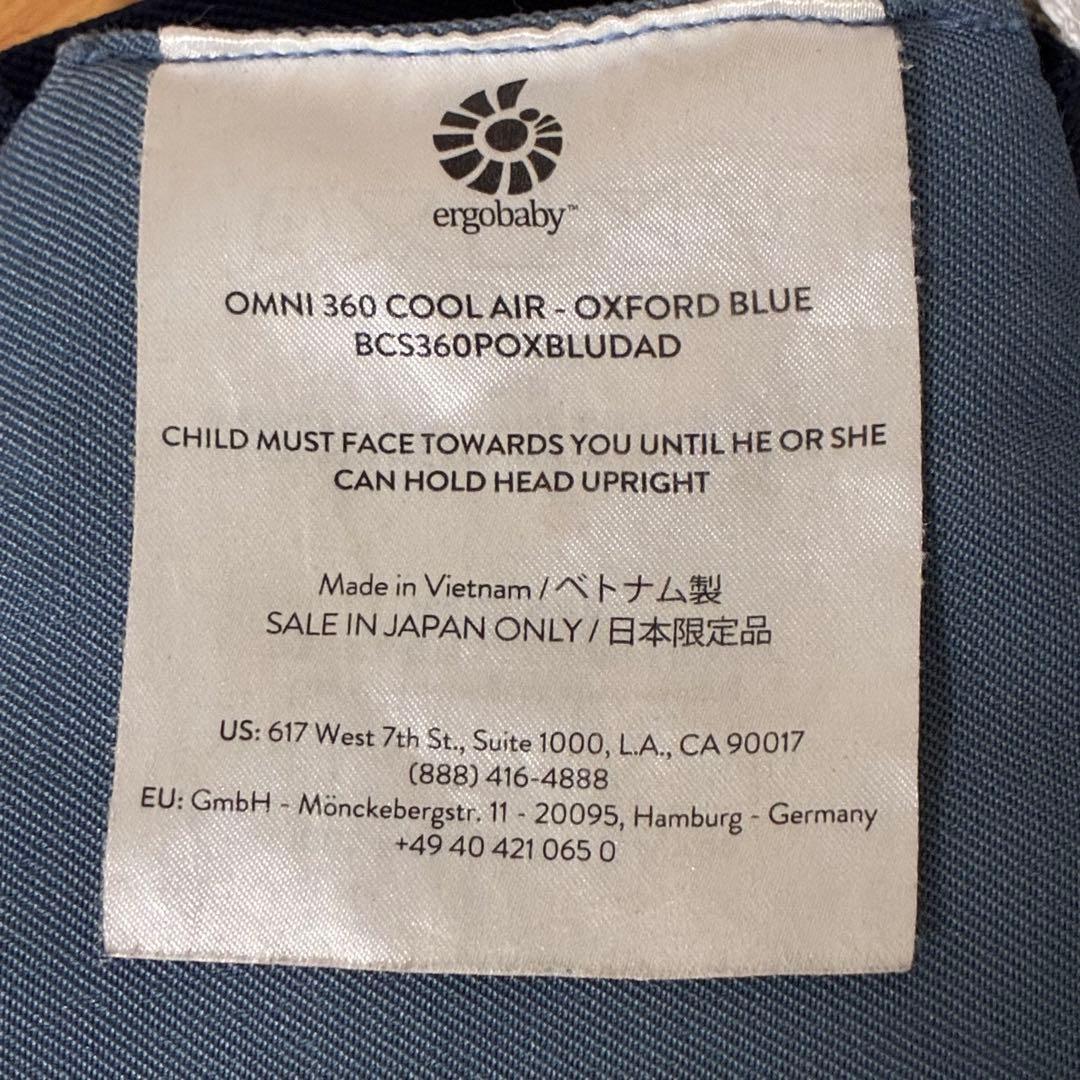 ergobaby™
OMNI 360 COOL AIR - OXFORD BLUE
BCS360POXBLUDAD
CHILD MUST FACE TOWARDS YOU UNTIL HE OR SHE
CAN HOLD HEAD UPRIGHT
Made in Vietnam / ベトナム製
SALE IN JAPAN ONLY / 日本限定品
US: 617 West 7th St., Suite 1000, L.A., CA 90017
(888) 416-4888
EU: GmbH - Mönckebergstr. 11 - 20095, Hamburg - Germany
+49 40 421 065 0